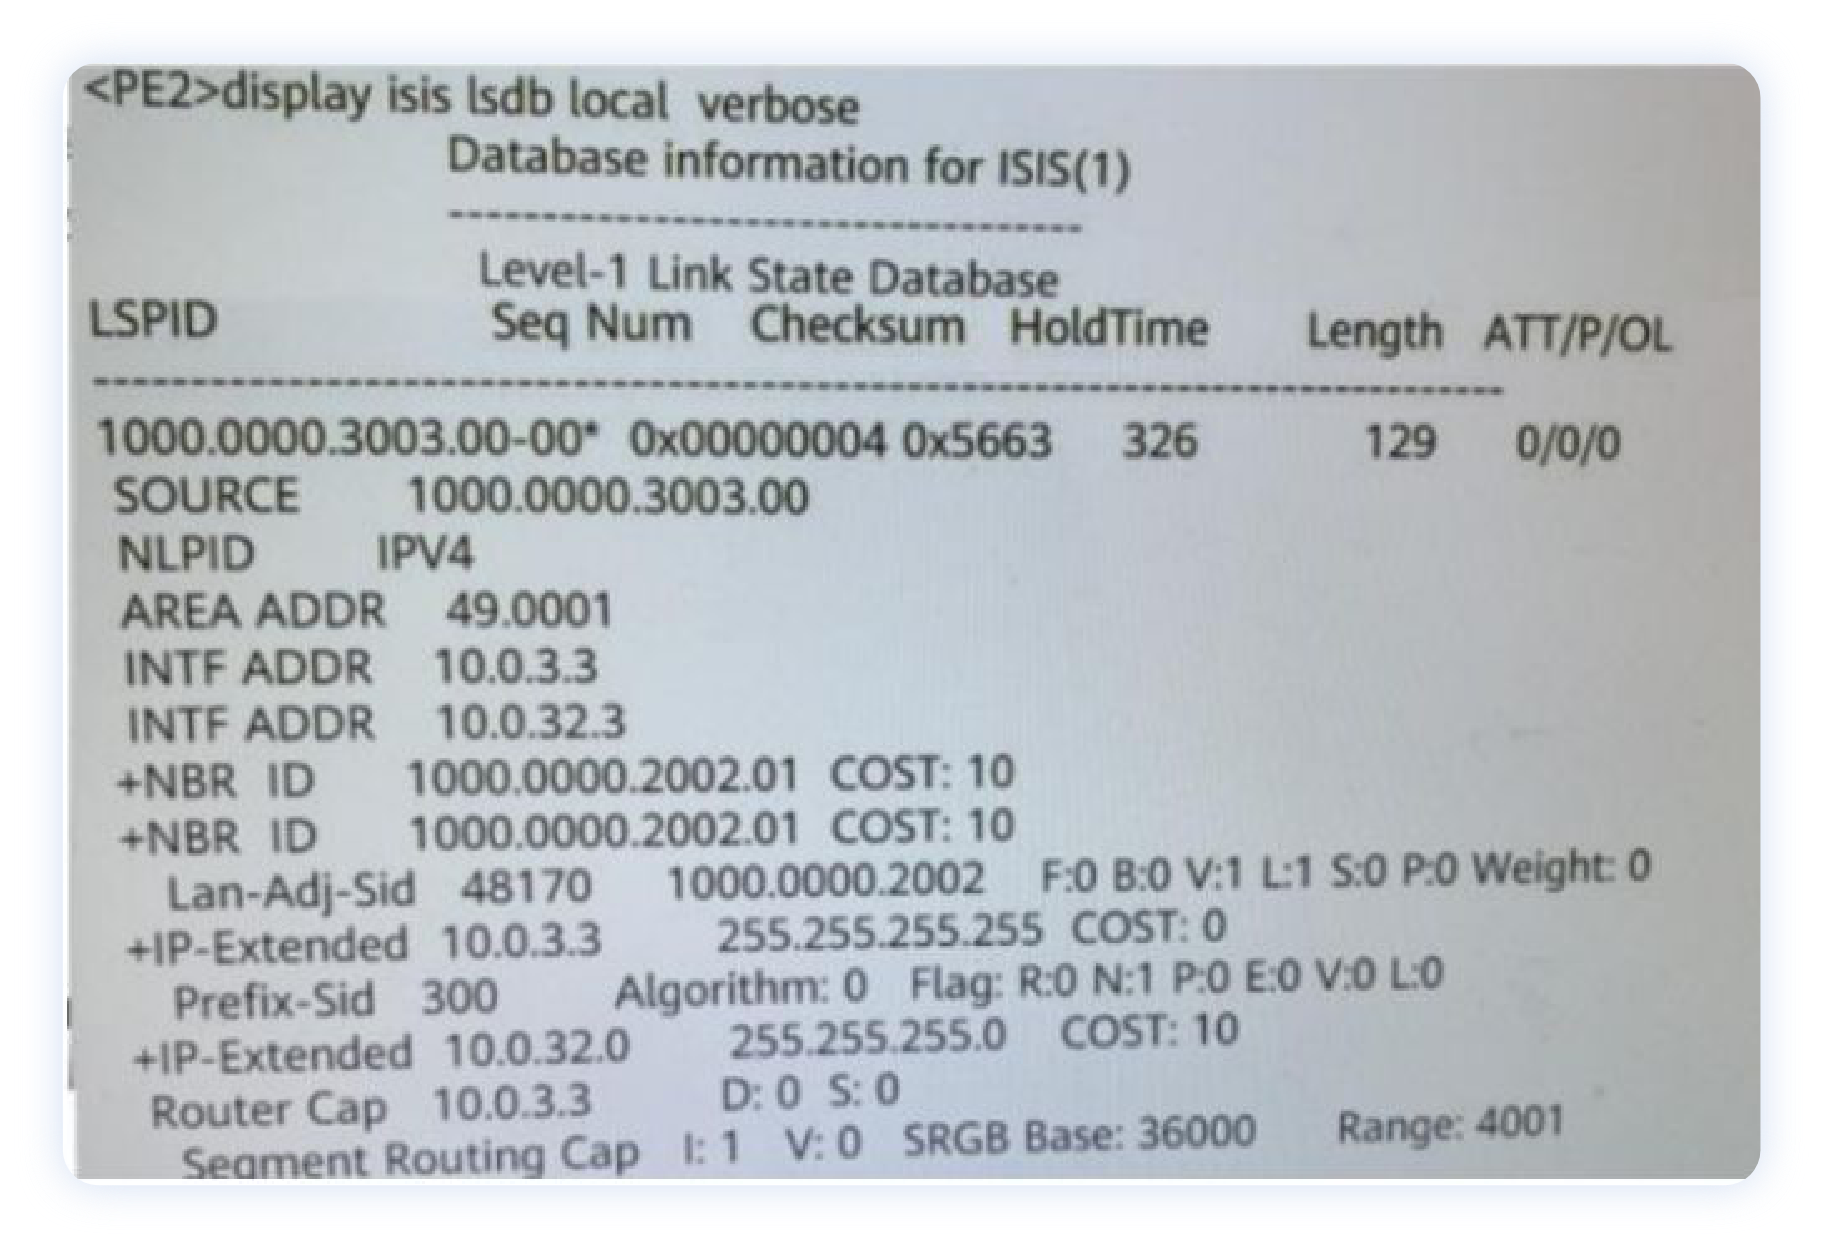 <PE2>display isis lsdb local verbose
Database information for ISIS(1)
--------------------------------
Level-1 Link State Database
LSPID Seq Num Checksum HoldTime Length ATT/P/OL
--------------------------------------------------------------------------------
1000.0000.3003.00-00* 0x00000004 0x5663 326 129 0/0/0
SOURCE 1000.0000.3003.00
NLPID IPV4
AREA ADDR 49.0001
INTF ADDR 10.0.3.3
INTF ADDR 10.0.32.3
+NBR ID 1000.0000.2002.01 COST: 10
+NBR ID 1000.0000.2002.01 COST: 10
Lan-Adj-Sid 48170 1000.0000.2002 F:0 B:0 V:1 L:1 S:0 P:0 Weight: 0
+IP-Extended 10.0.3.3 255.255.255.255 COST: 0
Prefix-Sid 300 Algorithm: 0 Flag: R:0 N:1 P:0 E:0 V:0 L:0
+IP-Extended 10.0.32.0 255.255.255.0 COST: 10
Router Cap 10.0.3.3 D: 0 S: 0
Segment Routing Cap I: 1 V: 0 SRGB Base: 36000 Range: 4001